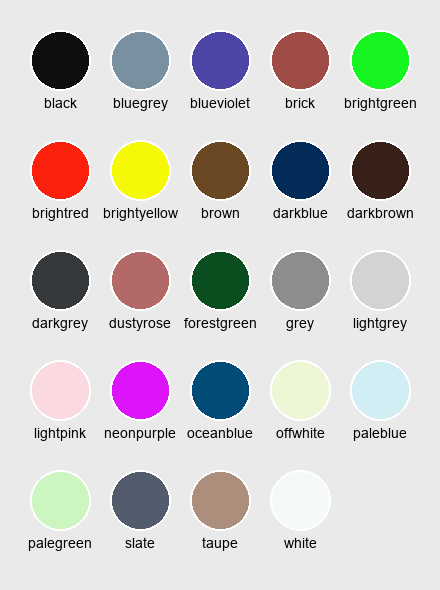 black bluegrey blueviolet brick brightgreen
brightred brightyellow brown darkblue darkbrown
darkgrey dustyrose forestgreen grey lightgrey
lightpink neonpurple oceanblue offwhite paleblue
palegreen slate taupe white